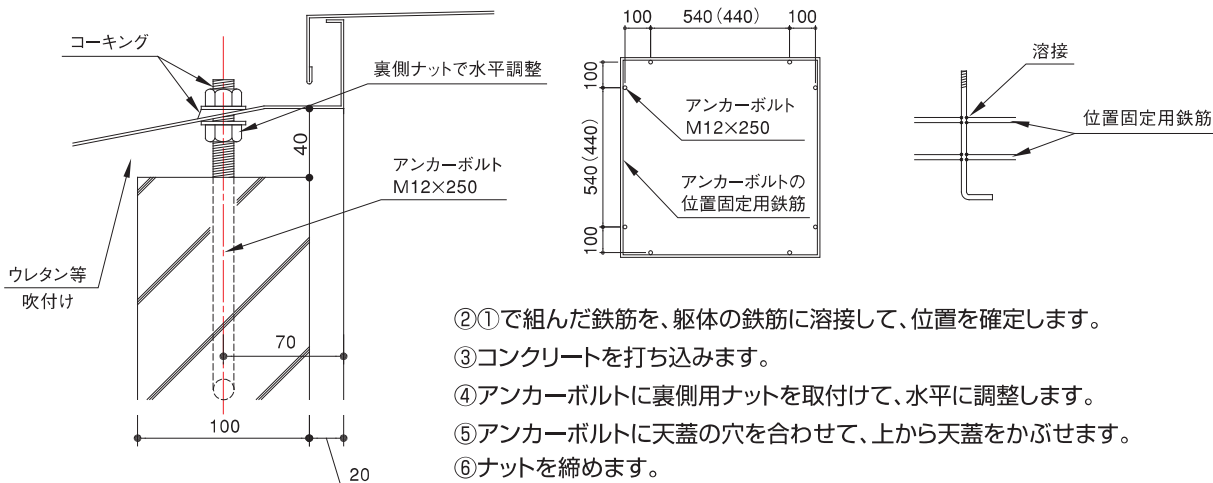 コーキング
裏側ナットで水平調整
40
アンカーボルト
M12×250
ウレタン等
吹付け
70
100
20
100
540(440)
100
100
540(440)
100
アンカーボルト
M12×250
アンカーボルトの
位置固定用鉄筋
溶接
位置固定用鉄筋
②①で組んだ鉄筋を、躯体の鉄筋に溶接して、位置を確定します。
③コンクリートを打ち込みます。
④アンカーボルトに裏側用ナットを取付けて、水平に調整します。
⑤アンカーボルトに天蓋の穴を合わせて、上から天蓋をかぶせます。
⑥ナットを締めます。